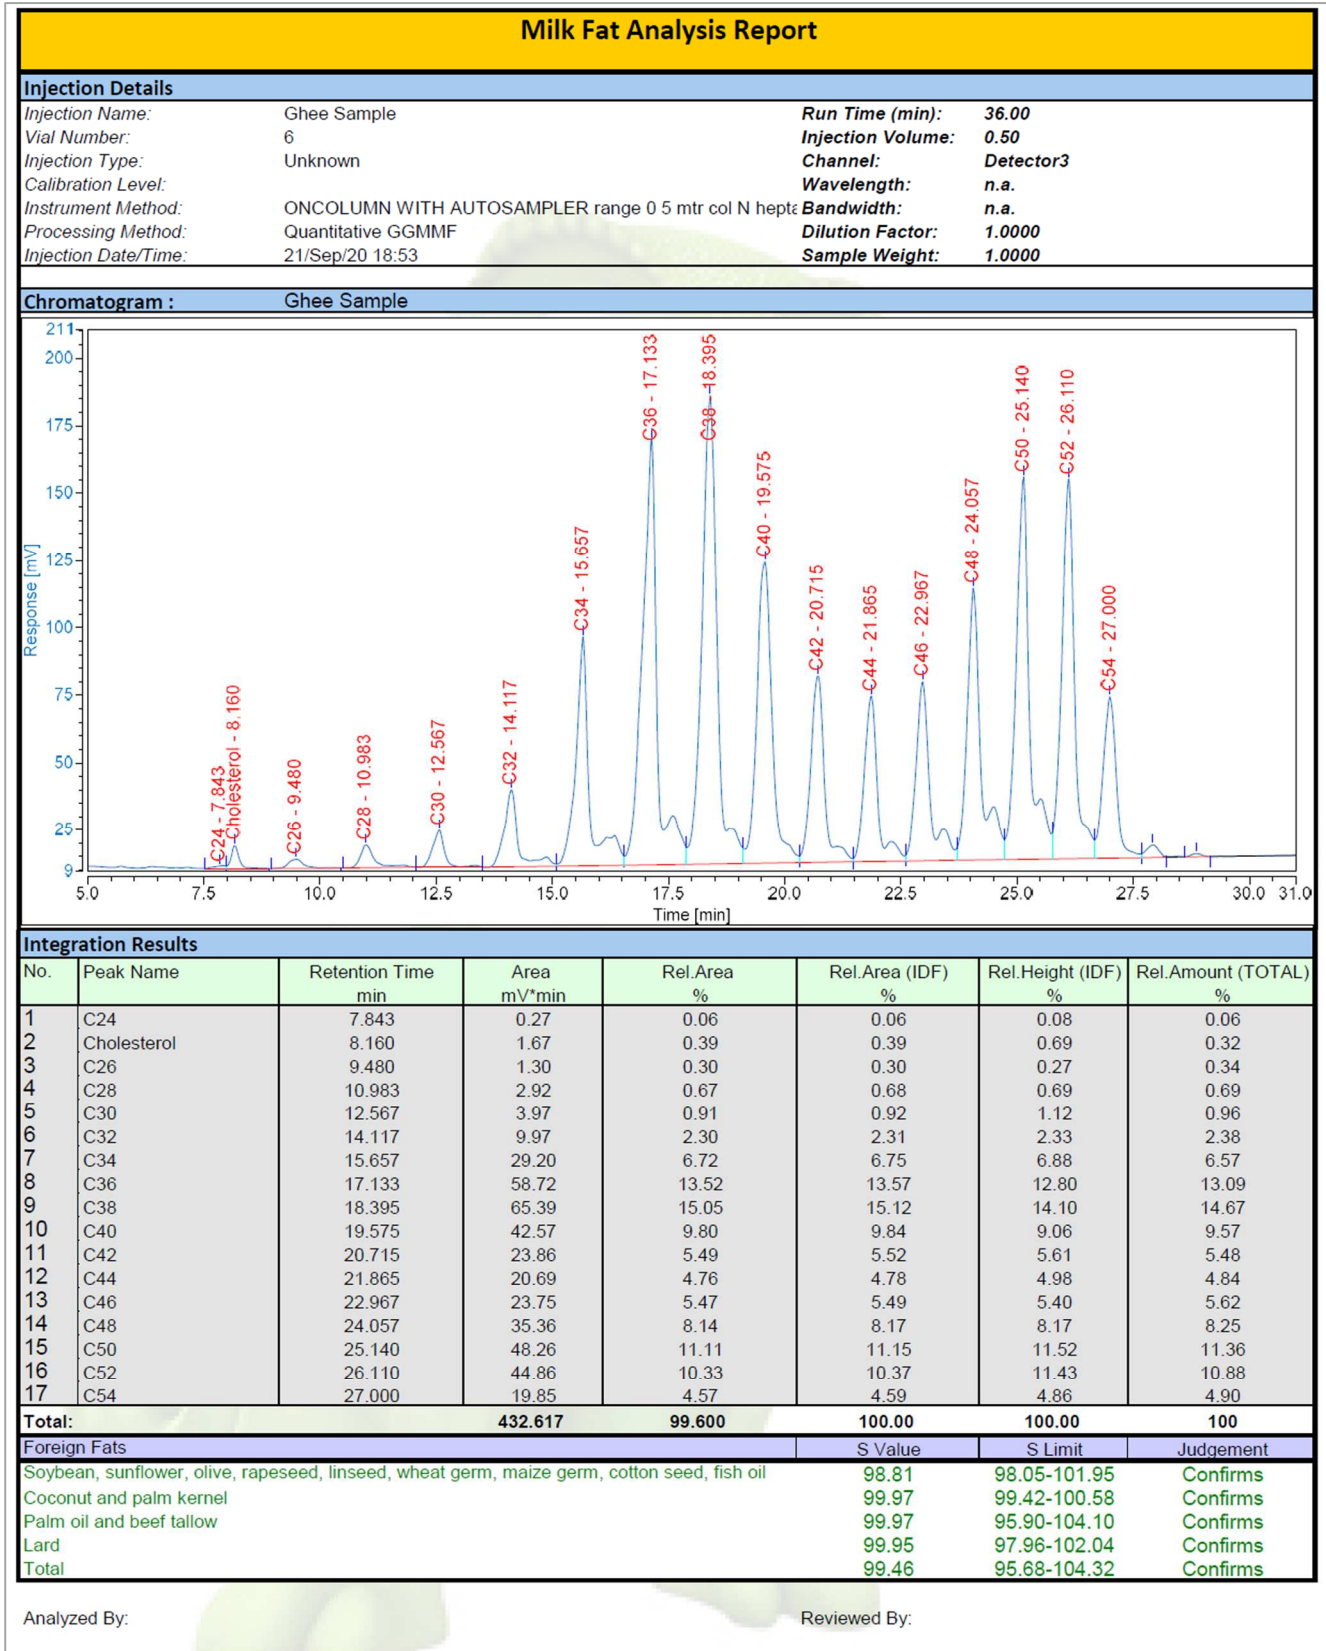 Milk Fat Analysis Report
Injection Details
Injection Name: Ghee Sample Run Time (min): 36.00
Vial Number: 6 Injection Volume: 0.50
Injection Type: Unknown Channel: Detector3
Calibration Level: Wavelength: n.a.
Instrument Method: ONCOLUMN WITH AUTOSAMPLER range 0 5 mtr col N hepta Bandwidth: n.a.
Processing Method: Quantitative GGMMF Dilution Factor: 1.0000
Injection Date/Time: 21/Sep/20 18:53 Sample Weight: 1.0000
Chromatogram : Ghee Sample
211
200
175
150
125
100
75
50
25
9
Response [mV]
C24 - 7.843
Cholesterol - 8.160
C26 - 9.480
C28 - 10.983
C30 - 12.567
C32 - 14.117
C34 - 15.657
C36 - 17.133
C38 - 18.395
C40 - 19.575
C42 - 20.715
C44 - 21.865
C46 - 22.967
C48 - 24.057
C50 - 25.140
C52 - 26.110
C54 - 27.000
5.0 7.5 10.0 12.5 15.0 17.5 20.0 22.5 25.0 27.5 30.0 31.0
Time [min]
Integration Results
No. Peak Name Retention Time Area Rel.Area Rel.Area (IDF) Rel.Height (IDF) Rel.Amount (TOTAL)
min mV*min % % % %
1 C24 7.843 0.27 0.06 0.06 0.08 0.06
2 Cholesterol 8.160 1.67 0.39 0.39 0.69 0.32
3 C26 9.480 1.30 0.30 0.30 0.27 0.34
4 C28 10.983 2.92 0.67 0.68 0.69 0.69
5 C30 12.567 3.97 0.91 0.92 1.12 0.96
6 C32 14.117 9.97 2.30 2.31 2.33 2.38
7 C34 15.657 29.20 6.72 6.75 6.88 6.57
8 C36 17.133 58.72 13.52 13.57 12.80 13.09
9 C38 18.395 65.39 15.05 15.12 14.10 14.67
10 C40 19.575 42.57 9.80 9.84 9.06 9.57
11 C42 20.715 23.86 5.49 5.52 5.61 5.48
12 C44 21.865 20.69 4.76 4.78 4.98 4.84
13 C46 22.967 23.75 5.47 5.49 5.40 5.62
14 C48 24.057 35.36 8.14 8.17 8.17 8.25
15 C50 25.140 48.26 11.11 11.15 11.52 11.36
16 C52 26.110 44.86 10.33 10.37 11.43 10.88
17 C54 27.000 19.85 4.57 4.59 4.86 4.90
Total: 432.617 99.600 100.00 100.00 100
Foreign Fats S Value S Limit Judgement
Soybean, sunflower, olive, rapeseed, linseed, wheat germ, maize germ, cotton seed, fish oil 98.81 98.05-101.95 Confirms
Coconut and palm kernel 99.97 99.42-100.58 Confirms
Palm oil and beef tallow 99.97 95.90-104.10 Confirms
Lard 99.95 97.96-102.04 Confirms
Total 99.46 95.68-104.32 Confirms
Analyzed By: Reviewed By: